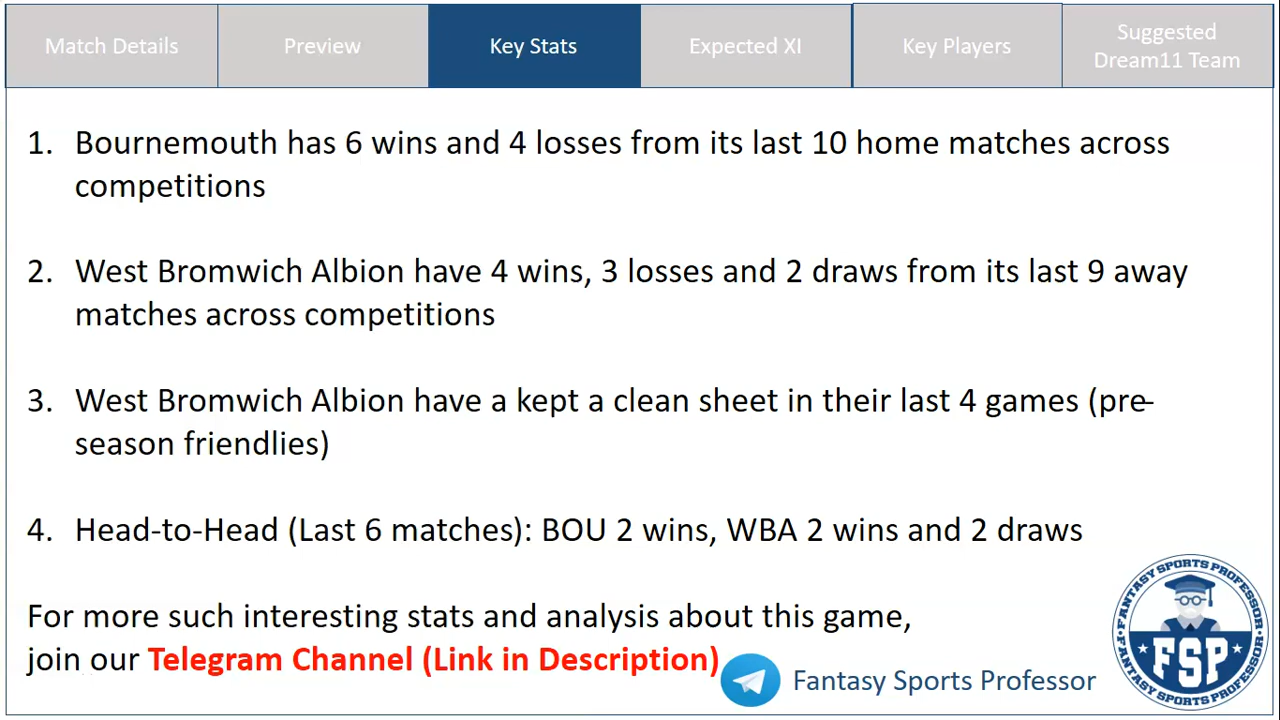 Match Details
Preview
Key Stats
Expected XI
Key Players
Suggested
Dream11 Team
1. Bournemouth has 6 wins and 4 losses from its last 10 home matches across
competitions
2. West Bromwich Albion have 4 wins, 3 losses and 2 draws from its last 9 away
matches across competitions
3. West Bromwich Albion have a kept a clean sheet in their last 4 games (pre-
season friendlies)
4. Head-to-Head (Last 6 matches): BOU 2 wins, WBA 2 wins and 2 draws
For more such interesting stats and analysis about this game,
join our Telegram Channel (Link in Description)
Fantasy Sports Professor
FANTASY SPORTS PROFESSOR
FANTASY SPORTS PROFESSOR
FSP